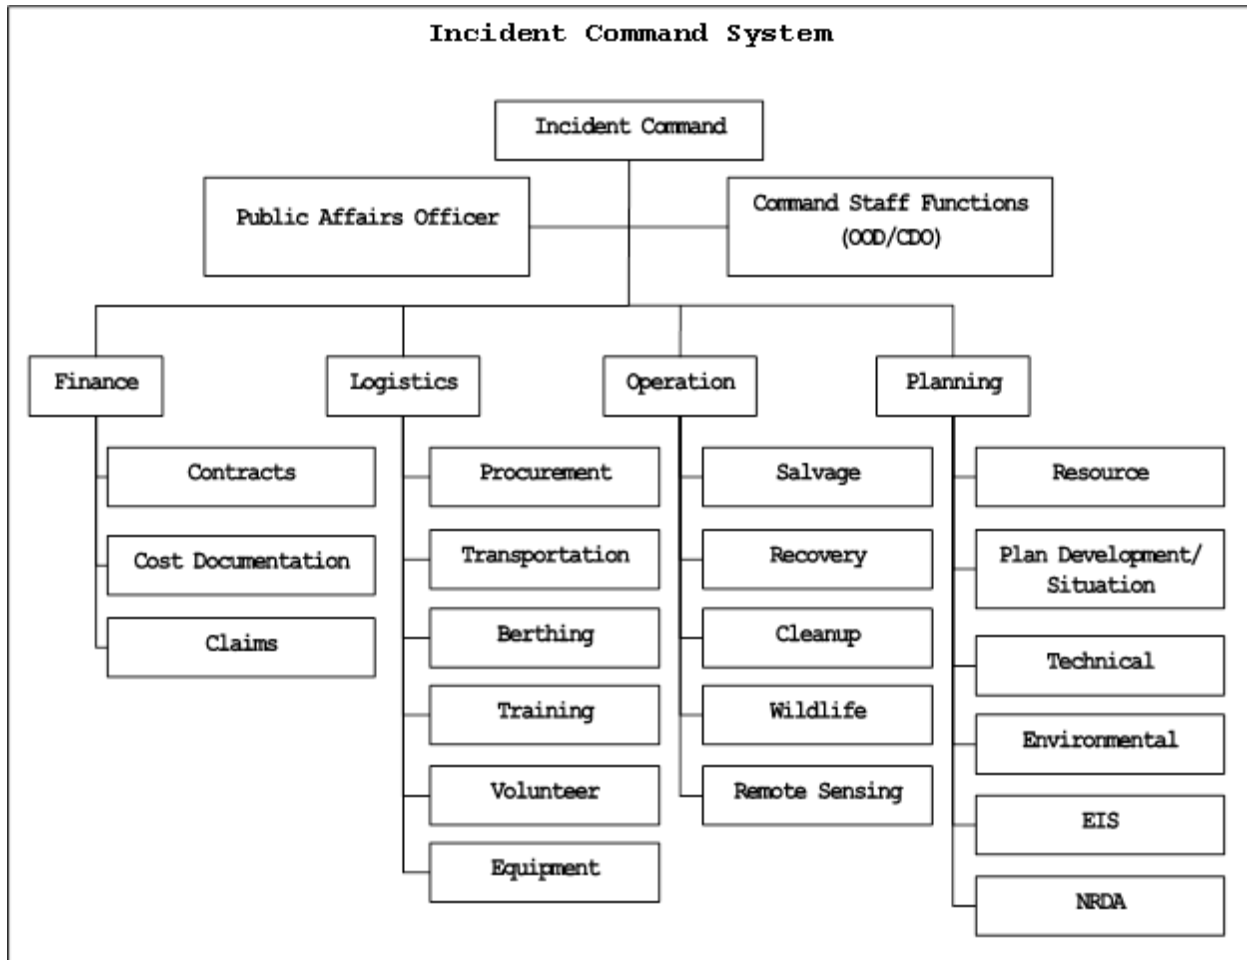 Incident Command System
Incident Command
Public Affairs Officer
Command Staff Functions
(OOD/CDO)
Finance
Logistics
Operation
Planning
Contracts
Cost Documentation
Claims
Procurement
Transportation
Berthing
Training
Volunteer
Equipment
Salvage
Recovery
Cleanup
Wildlife
Remote Sensing
Resource
Plan Development/
Situation
Technical
Environmental
EIS
NRDA